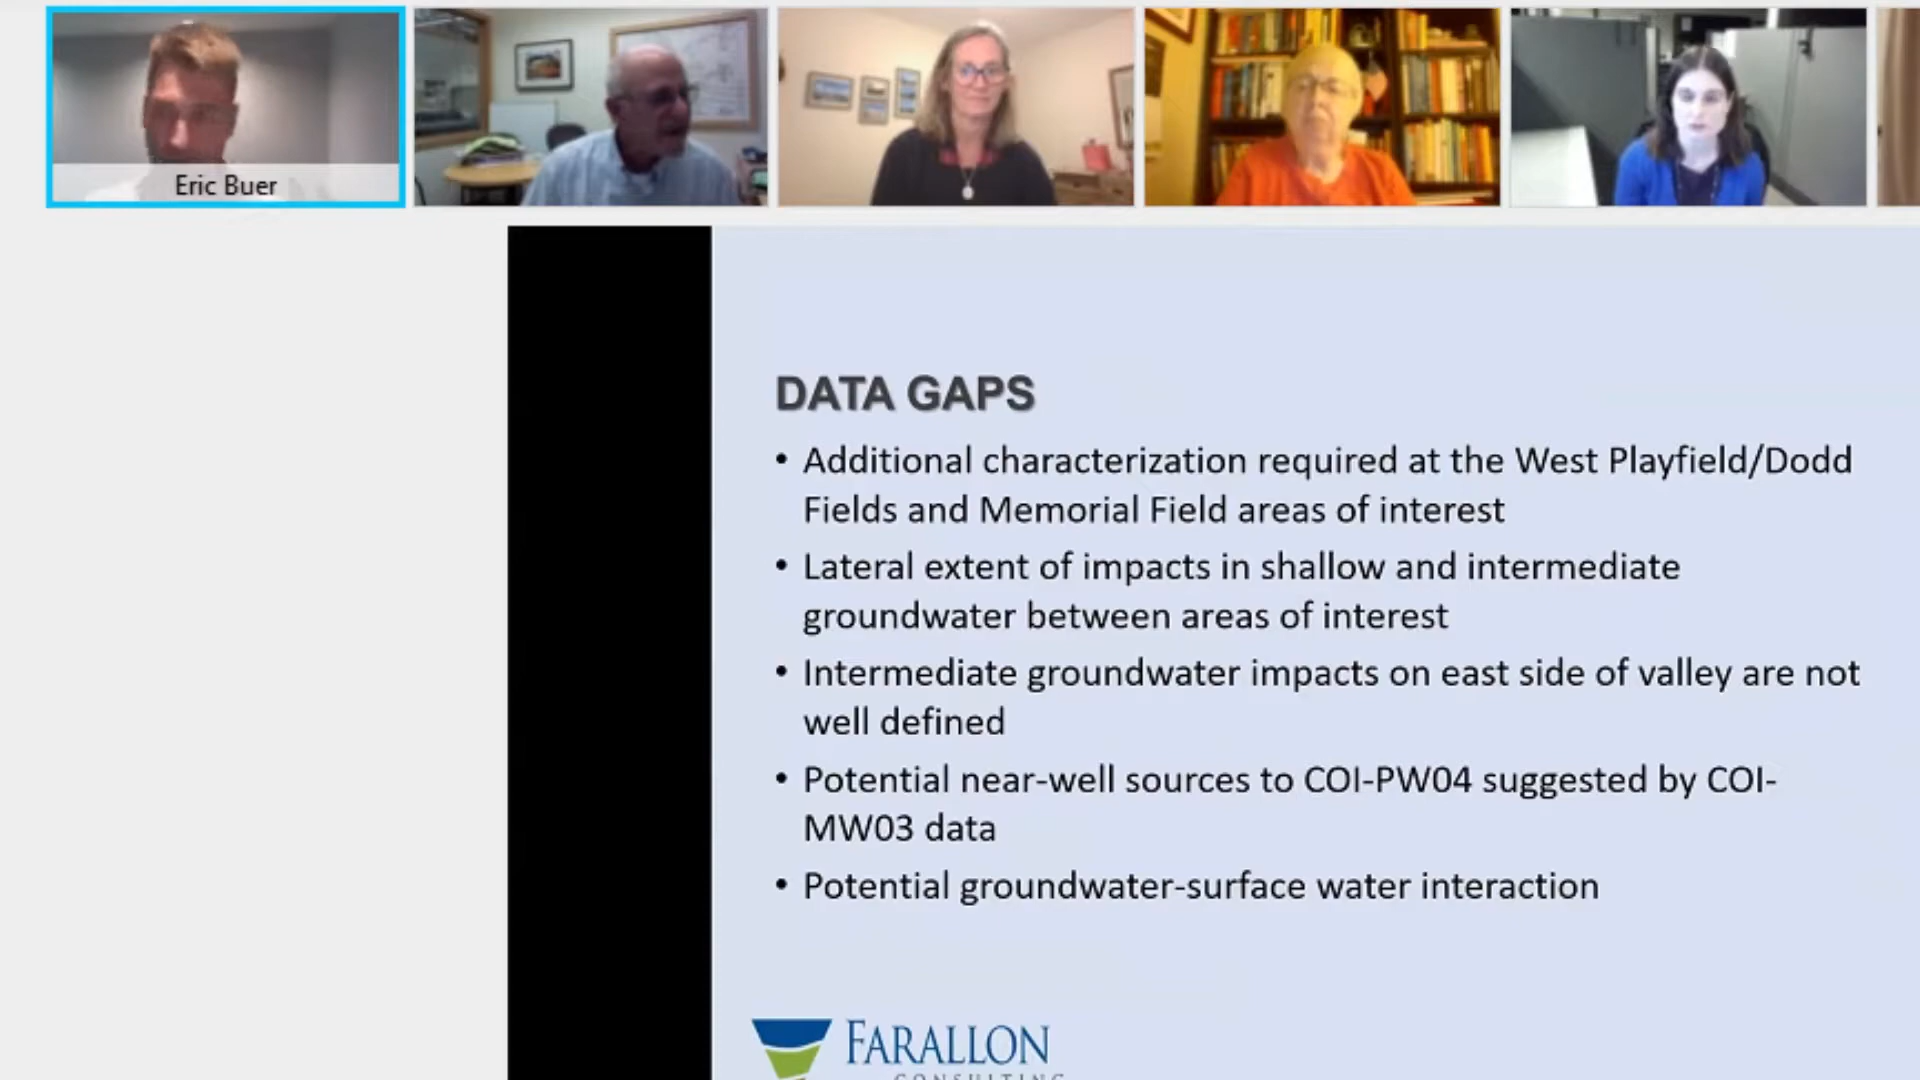 Eric Buer
DATA GAPS
• Additional characterization required at the West Playfield/Dodd
Fields and Memorial Field areas of interest
• Lateral extent of impacts in shallow and intermediate
groundwater between areas of interest
• Intermediate groundwater impacts on east side of valley are not
well defined
• Potential near-well sources to COI-PW04 suggested by COI-
MW03 data
• Potential groundwater-surface water interaction
FARALLON
CONSULTING